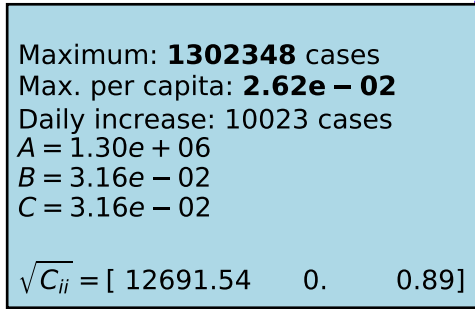 Maximum: 1302348 cases
Max. per capita: 2.62e − 02
Daily increase: 10023 cases
A = 1.30e + 06
B = 3.16e − 02
C = 3.16e − 02
√C_ii = [ 12691.54 0. 0.89]